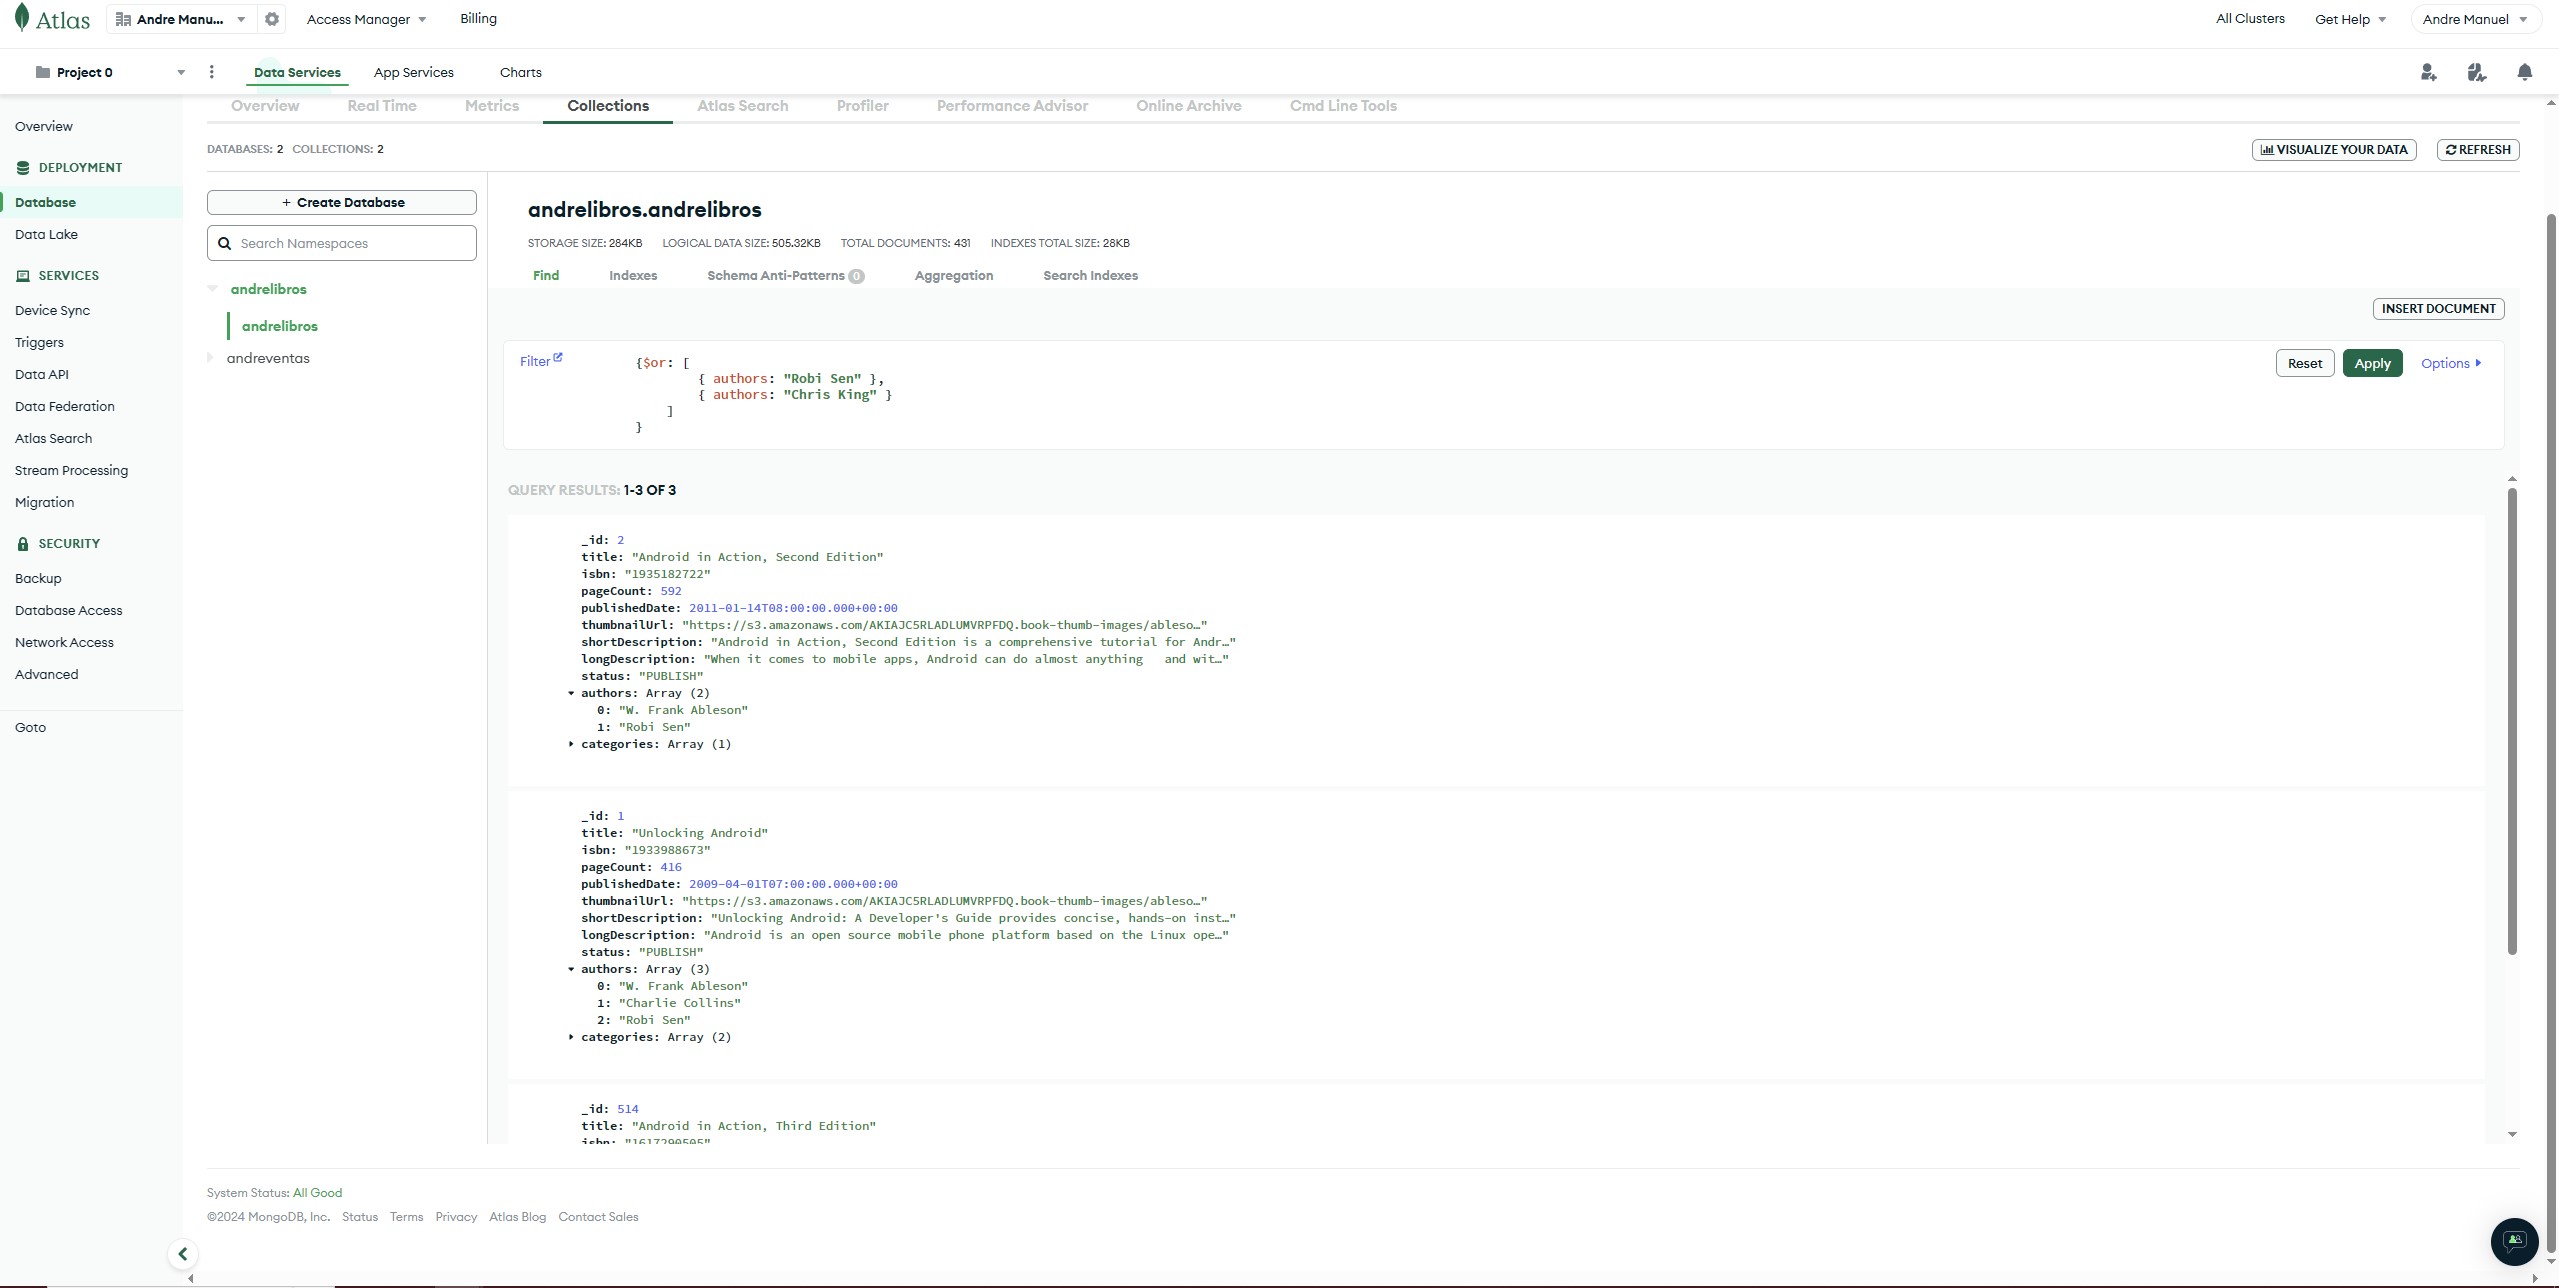 Atlas
Andre Manu...
Access Manager
Billing
All Clusters
Get Help
Andre Manuel
Project 0
Data Services
App Services
Charts
Overview
Real Time
Metrics
Collections
Atlas Search
Profiler
Performance Advisor
Online Archive
Cmd Line Tools
Overview
DEPLOYMENT
Database
Data Lake
SERVICES
Device Sync
Triggers
Data API
Data Federation
Atlas Search
Stream Processing
Migration
SECURITY
Backup
Database Access
Network Access
Advanced
Goto
DATABASES: 2 COLLECTIONS: 2
VISUALIZE YOUR DATA
REFRESH
+ Create Database
Search Namespaces
andrelibros
andrelibros
andreventas
andrelibros.andrelibros
STORAGE SIZE: 284KB LOGICAL DATA SIZE: 505.32KB TOTAL DOCUMENTS: 431 INDEXES TOTAL SIZE: 28KB
Find
Indexes
Schema Anti-Patterns 0
Aggregation
Search Indexes
INSERT DOCUMENT
Filter
{$or: [
{ authors: "Robi Sen" },
{ authors: "Chris King" }
]
}
Reset
Apply
Options
QUERY RESULTS: 1-3 OF 3
_id: 2
title: "Android in Action, Second Edition"
isbn: "1935182722"
pageCount: 592
publishedDate: 2011-01-14T08:00:00.000+00:00
thumbnailUrl: "https://s3.amazonaws.com/AKIAJC5RLADLUMVRPFDQ.book-thumb-images/ableso…"
shortDescription: "Android in Action, Second Edition is a comprehensive tutorial for Andr…"
longDescription: "When it comes to mobile apps, Android can do almost anything   and wit…"
status: "PUBLISH"
authors: Array (2)
0: "W. Frank Ableson"
1: "Robi Sen"
categories: Array (1)
_id: 1
title: "Unlocking Android"
isbn: "1933988673"
pageCount: 416
publishedDate: 2009-04-01T07:00:00.000+00:00
thumbnailUrl: "https://s3.amazonaws.com/AKIAJC5RLADLUMVRPFDQ.book-thumb-images/ableso…"
shortDescription: "Unlocking Android: A Developer's Guide provides concise, hands-on inst…"
longDescription: "Android is an open source mobile phone platform based on the Linux ope…"
status: "PUBLISH"
authors: Array (3)
0: "W. Frank Ableson"
1: "Charlie Collins"
2: "Robi Sen"
categories: Array (2)
_id: 514
title: "Android in Action, Third Edition"
isbn: "1617290505"
System Status: All Good
©2024 MongoDB, Inc. Status Terms Privacy Atlas Blog Contact Sales